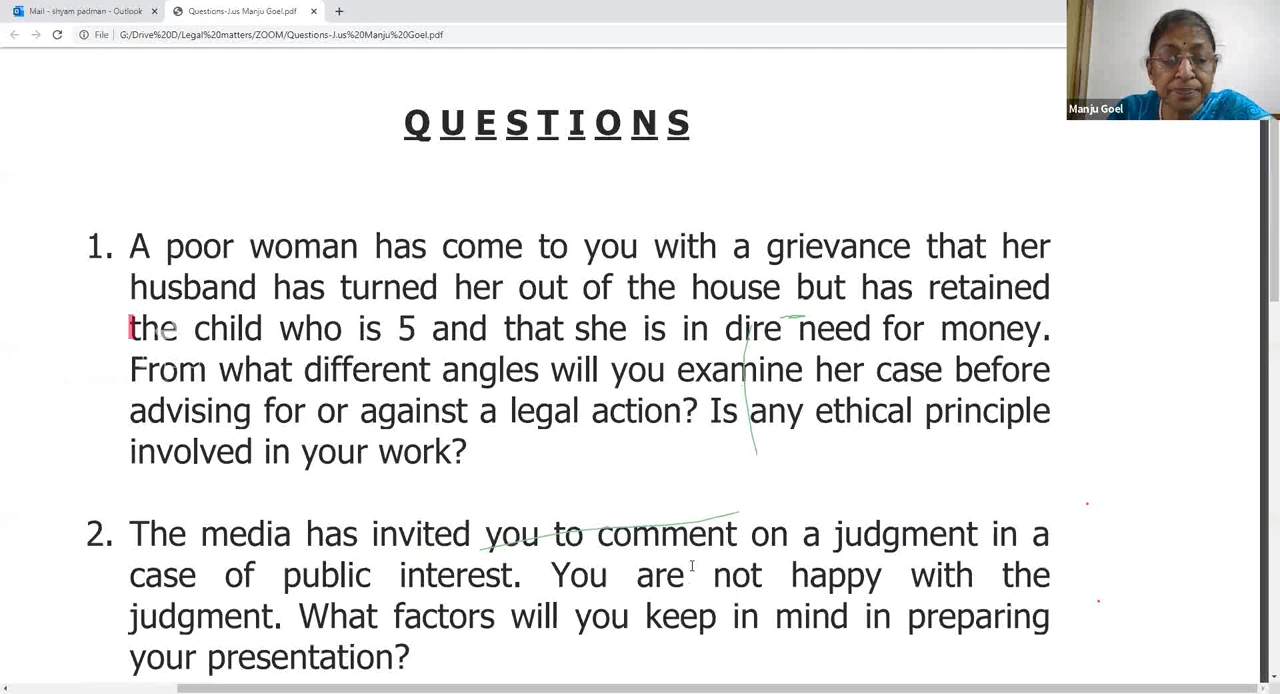 Mail - shyam padman - Outlook
Questions-J.us Manju Goel.pdf
File
G:/Drive%20D/Legal%20matters/ZOOM/Questions-J.us%20Manju%20Goel.pdf
Manju Goel
QUESTIONS
1. A poor woman has come to you with a grievance that her
husband has turned her out of the house but has retained
the child who is 5 and that she is in dire need for money.
From what different angles will you examine her case before
advising for or against a legal action? Is any ethical principle
involved in your work?
2. The media has invited you to comment on a judgment in a
case of public interest. You are not happy with the
judgment. What factors will you keep in mind in preparing
your presentation?